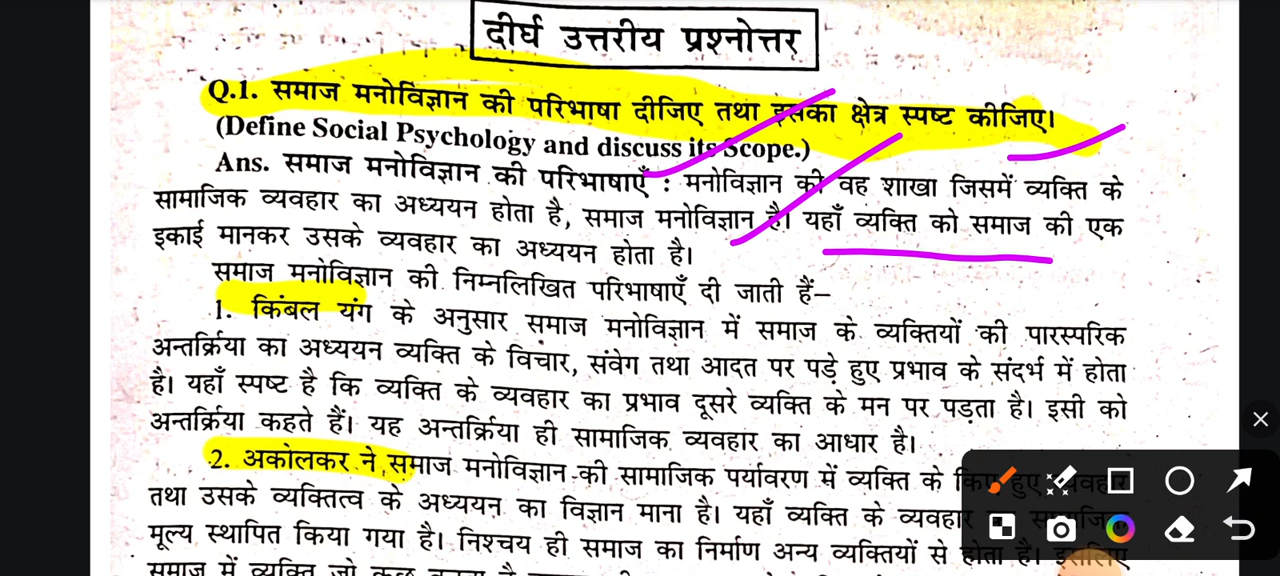 दीर्घ उत्तरीय प्रश्नोत्तर
Q.1. समाज मनोविज्ञान की परिभाषा दीजिए तथा इसका क्षेत्र स्पष्ट कीजिए।
(Define Social Psychology and discuss its Scope.)
Ans. समाज मनोविज्ञान की परिभाषाएँ : मनोविज्ञान की वह शाखा जिसमें व्यक्ति के
सामाजिक व्यवहार का अध्ययन होता है, समाज मनोविज्ञान है। यहाँ व्यक्ति को समाज की एक
इकाई मानकर उसके व्यवहार का अध्ययन होता है।
समाज मनोविज्ञान की निम्नलिखित परिभाषाएँ दी जाती हैं–
1. किंबल यंग के अनुसार समाज मनोविज्ञान में समाज के व्यक्तियों की पारस्परिक
अन्तर्क्रिया का अध्ययन व्यक्ति के विचार, संवेग तथा आदत पर पड़े हुए प्रभाव के संदर्भ में होता
है। यहाँ स्पष्ट है कि व्यक्ति के व्यवहार का प्रभाव दूसरे व्यक्ति के मन पर पड़ता है। इसी को
अन्तर्क्रिया कहते हैं। यह अन्तर्क्रिया ही सामाजिक व्यवहार का आधार है।
2. अकोलकर ने समाज मनोविज्ञान की सामाजिक पर्यावरण में व्यक्ति के किए हुए व्यवहार
तथा उसके व्यक्तित्व के अध्ययन का विज्ञान माना है। यहाँ व्यक्ति के व्यवहार सामाजिक
मूल्य स्थापित किया गया है। निश्चय ही समाज का निर्माण अन्य व्यक्तियों से होता है। इसलिए
समाज में व्यक्ति जो कुछ